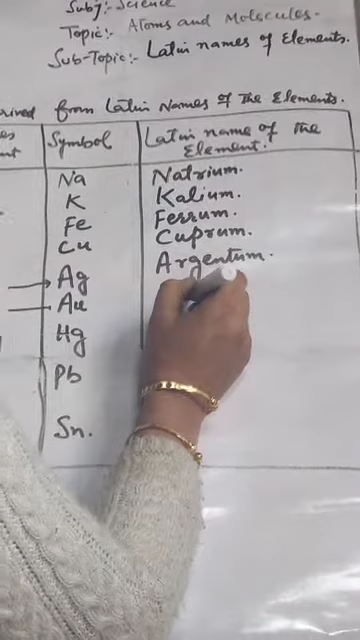 Subj:- Science
Topic:- Atoms and Molecules.
Sub-Topic:- Latin names of Elements.
from Latin Names of the Elements.
Symbol Latin name of the Element.
Na Natrium.
K Kalium.
Fe Ferrum.
Cu Cuprum.
Ag Argentum.
Au
Hg
Pb
Sn.